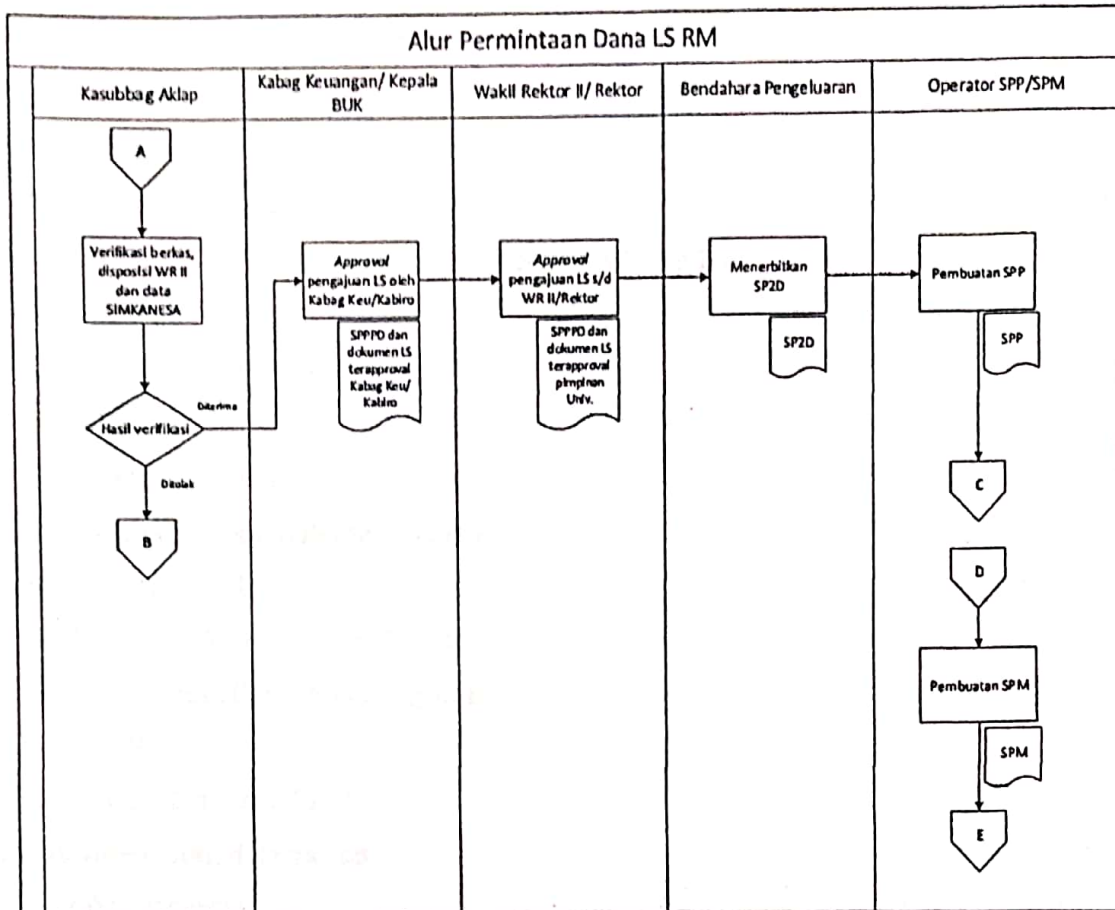 Alur Permintaan Dana LS RM
Kasubbag Aklap
Kabag Keuangan/ Kepala
BUK
Wakil Rektor II/ Rektor
Bendahara Pengeluaran
Operator SPP/SPM
A
Verifikasi berkas,
disposisi WR II
dan data
SIMKANESA
Hasil verifikasi
Diterima
Ditolak
B
Approval
pengajuan LS oleh
Kabag Keu/Kabiro
SPPPD dan
dokumen LS
terapproval
Kabag Keu/
Kabiro
Approval
pengajuan LS s/d
WR II/Rektor
SPPPD dan
dokumen LS
terapproval
pimpinan
Univ.
Menerbitkan
SP2D
SP2D
Pembuatan SPP
SPP
C
D
Pembuatan SPM
SPM
E